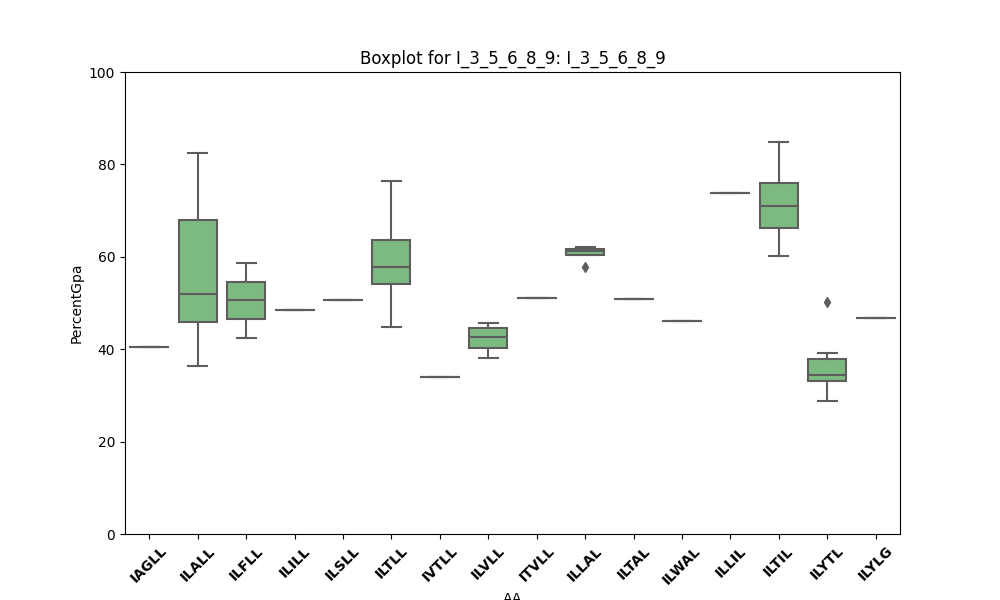 Boxplot for I_3_5_6_8_9: I_3_5_6_8_9
100
80
60
40
20
0
PercentGpa
IAGLL
ILALL
ILFLL
ILILL
ILSLL
ILTLL
IVTLL
ILVLL
ITVLL
ILLAL
ILTAL
ILWAL
ILLIL
ILTIL
ILYTL
ILYLG
AA